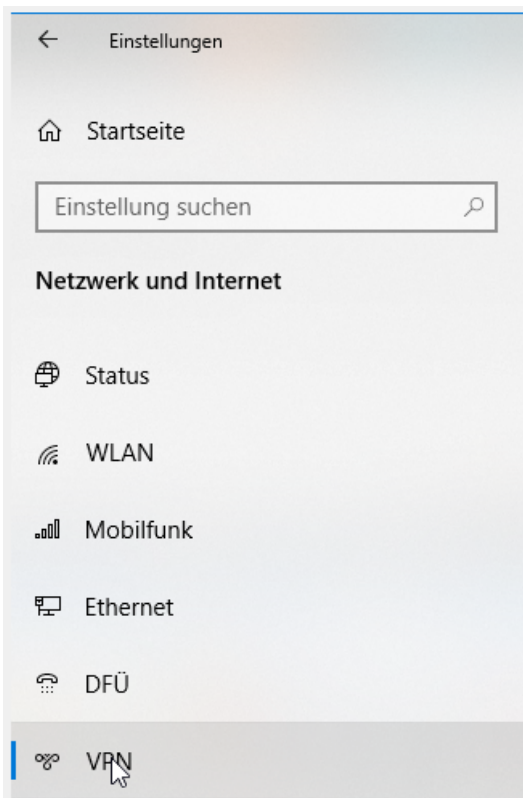 Einstellungen
Startseite
Einstellung suchen
Netzwerk und Internet
Status
WLAN
Mobilfunk
Ethernet
DFÜ
VPN